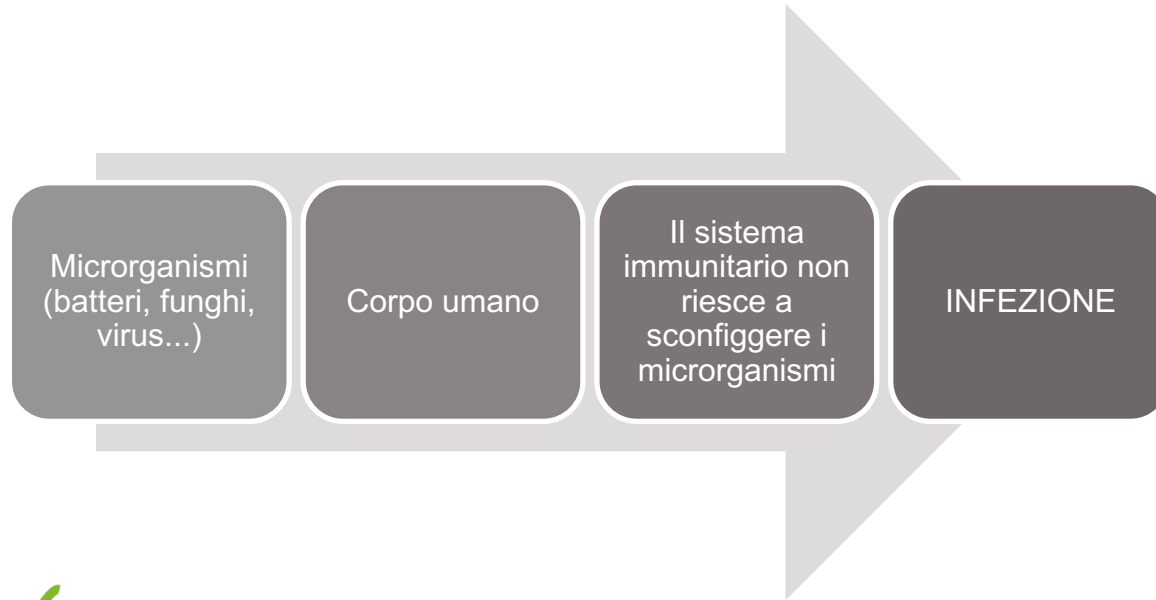 Microrganismi
(batteri, funghi,
virus...)
Corpo umano
Il sistema
immunitario non
riesce a
sconfiggere i
microrganismi
INFEZIONE